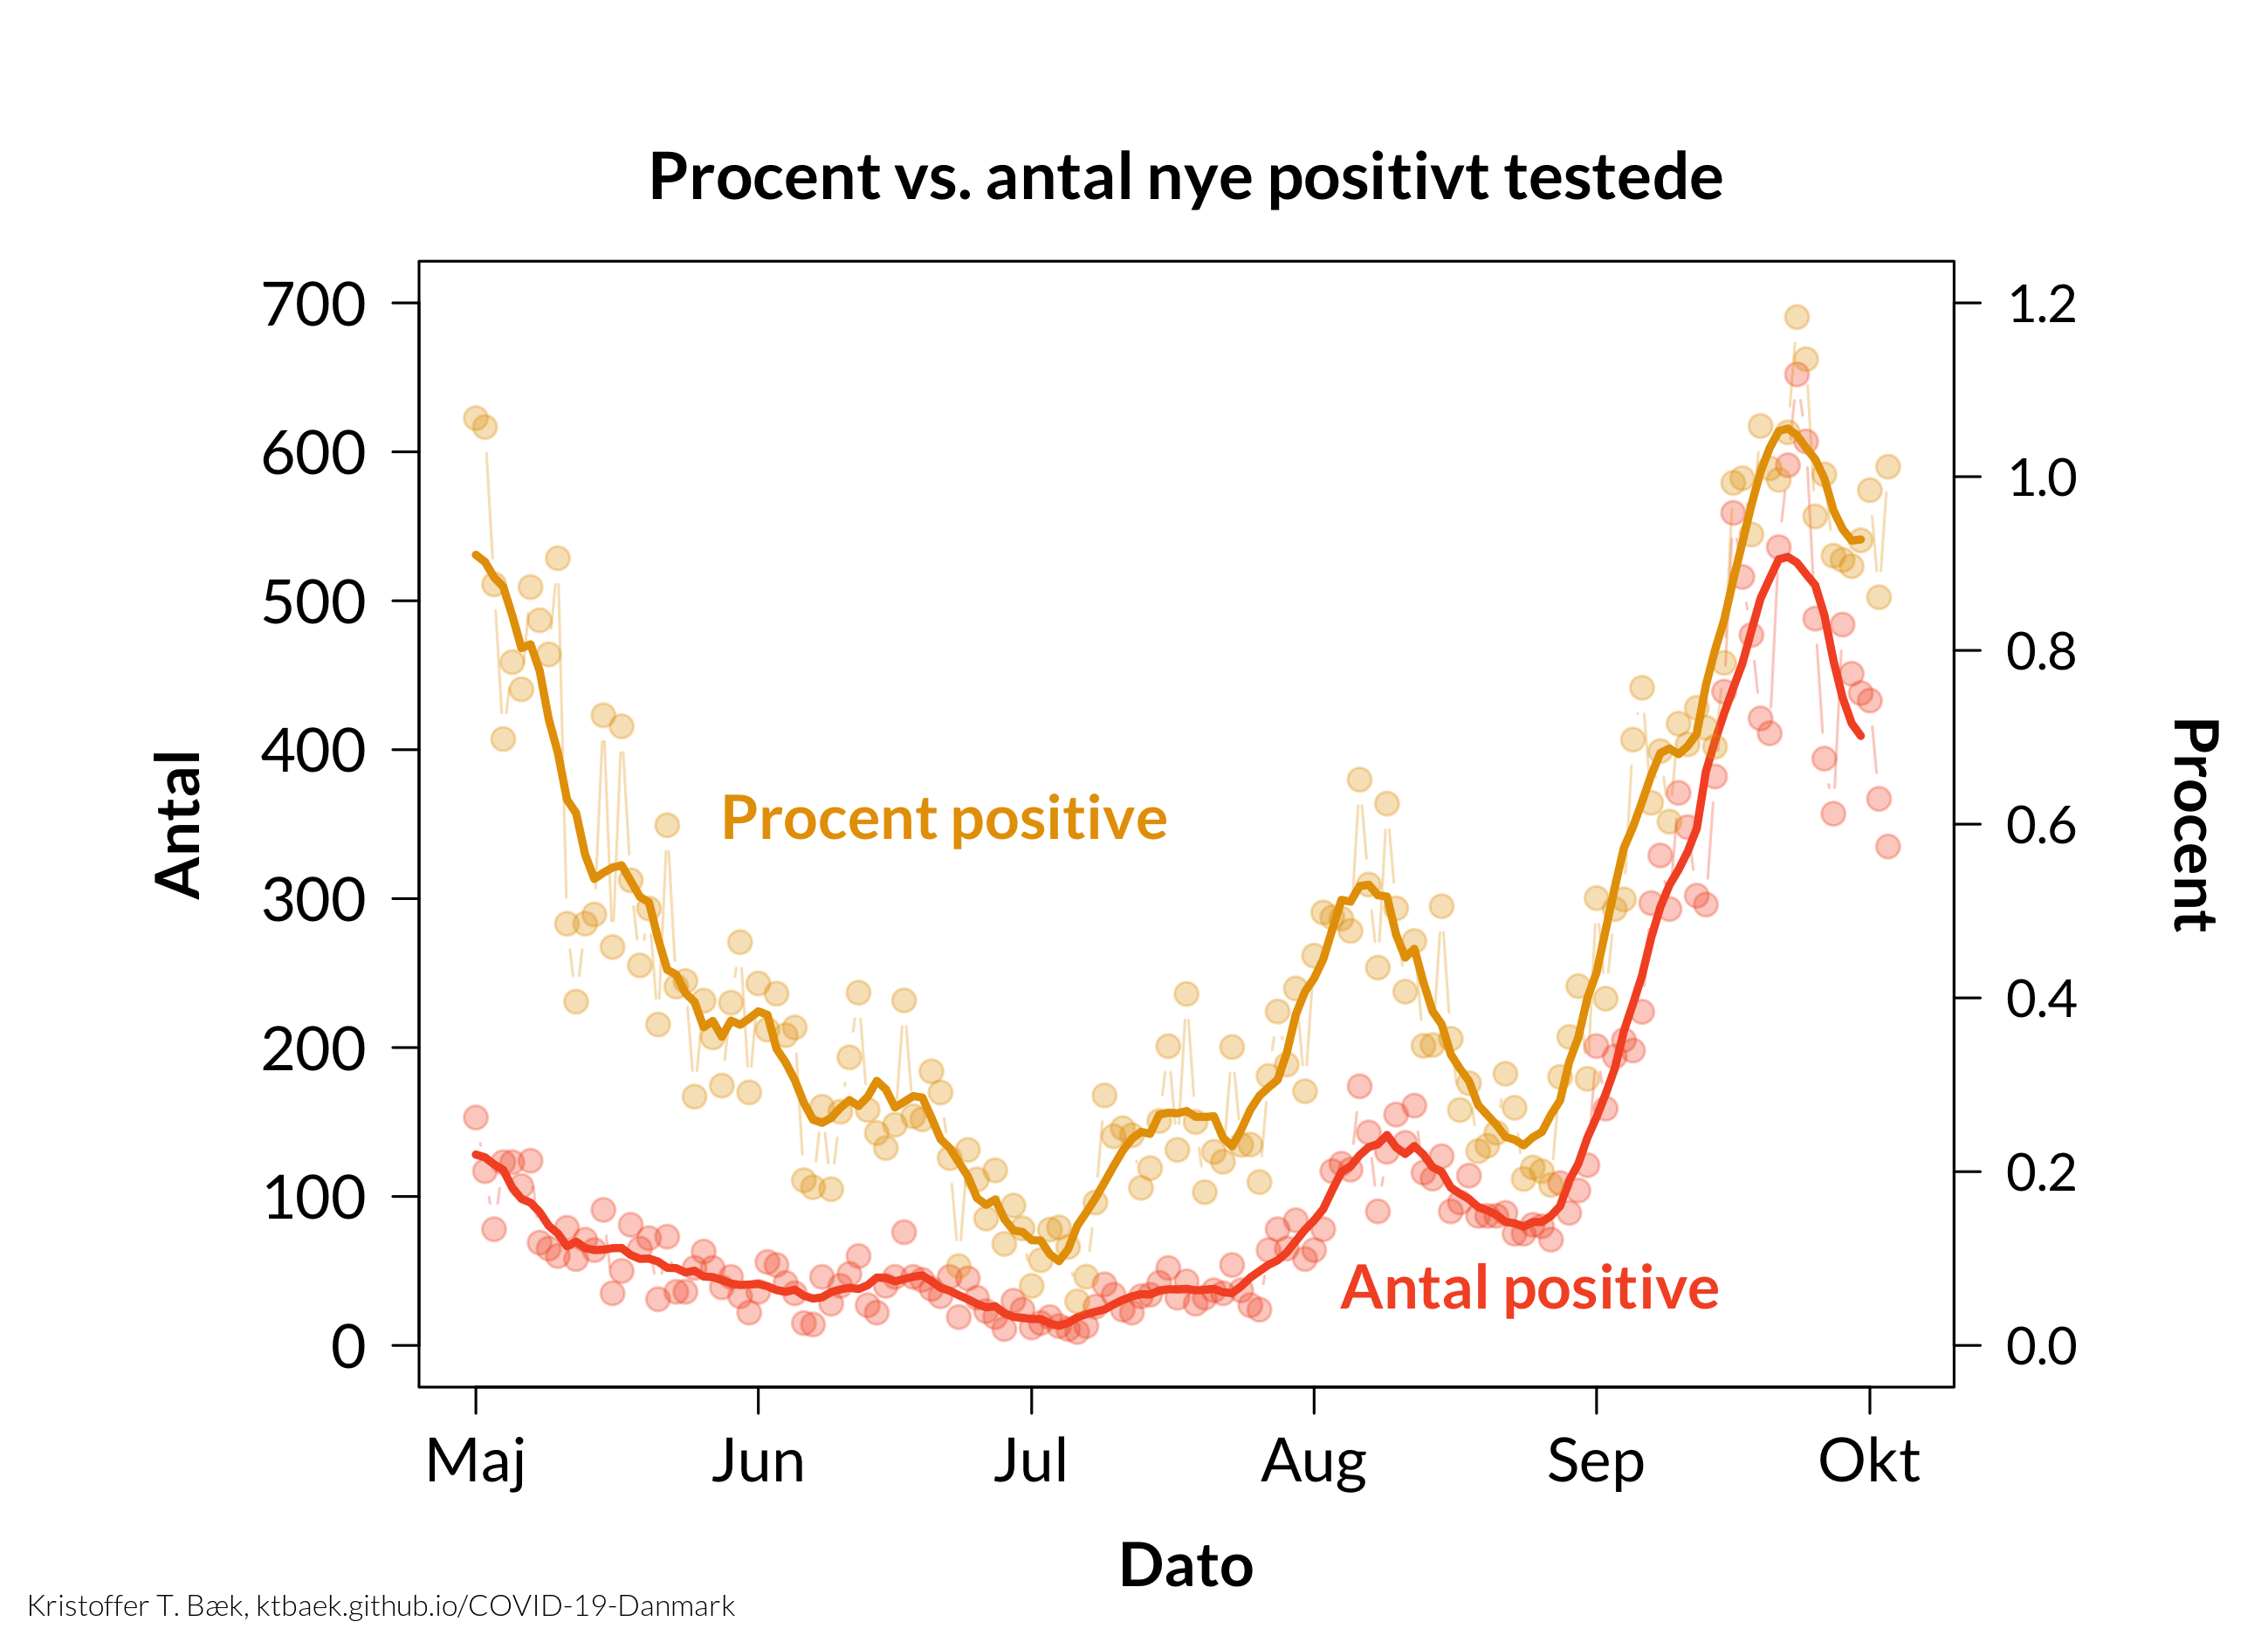 Procent vs. antal nye positivt testede
700
600
500
400
300
200
100
0
Antal
1.2
1.0
0.8
0.6
0.4
0.2
0.0
Procent
Procent positive
Antal positive
Maj Jun Jul Aug Sep Okt
Dato
Kristoffer T. Bæk, ktbaek.github.io/COVID-19-Danmark